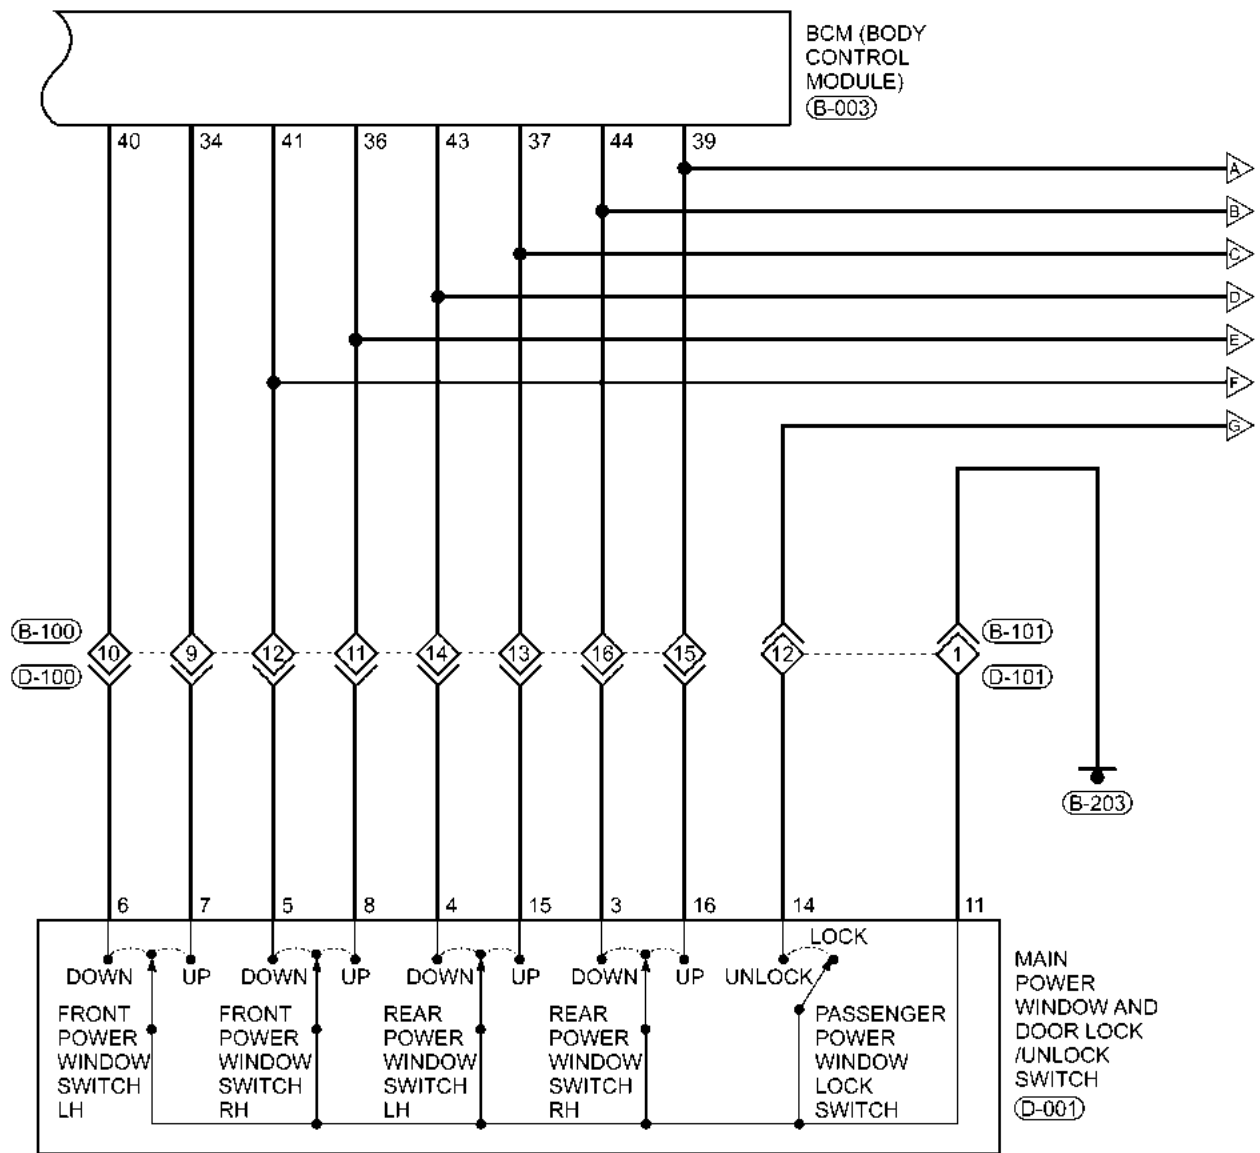 BCM (BODY
CONTROL
MODULE)
B-003
40 34 41 36 43 37 44 39
A
B
C
D
E
F
G
B-100 B-101
10 9 12 11 14 13 16 15 12 1
D-100 D-101
B-203
6 7 5 8 4 15 3 16 14 11
LOCK
DOWN UP DOWN UP DOWN UP DOWN UP UNLOCK
FRONT
POWER
WINDOW
SWITCH
LH
FRONT
POWER
WINDOW
SWITCH
RH
REAR
POWER
WINDOW
SWITCH
LH
REAR
POWER
WINDOW
SWITCH
RH
PASSENGER
POWER
WINDOW
LOCK
SWITCH
MAIN
POWER
WINDOW AND
DOOR LOCK
/UNLOCK
SWITCH
D-001